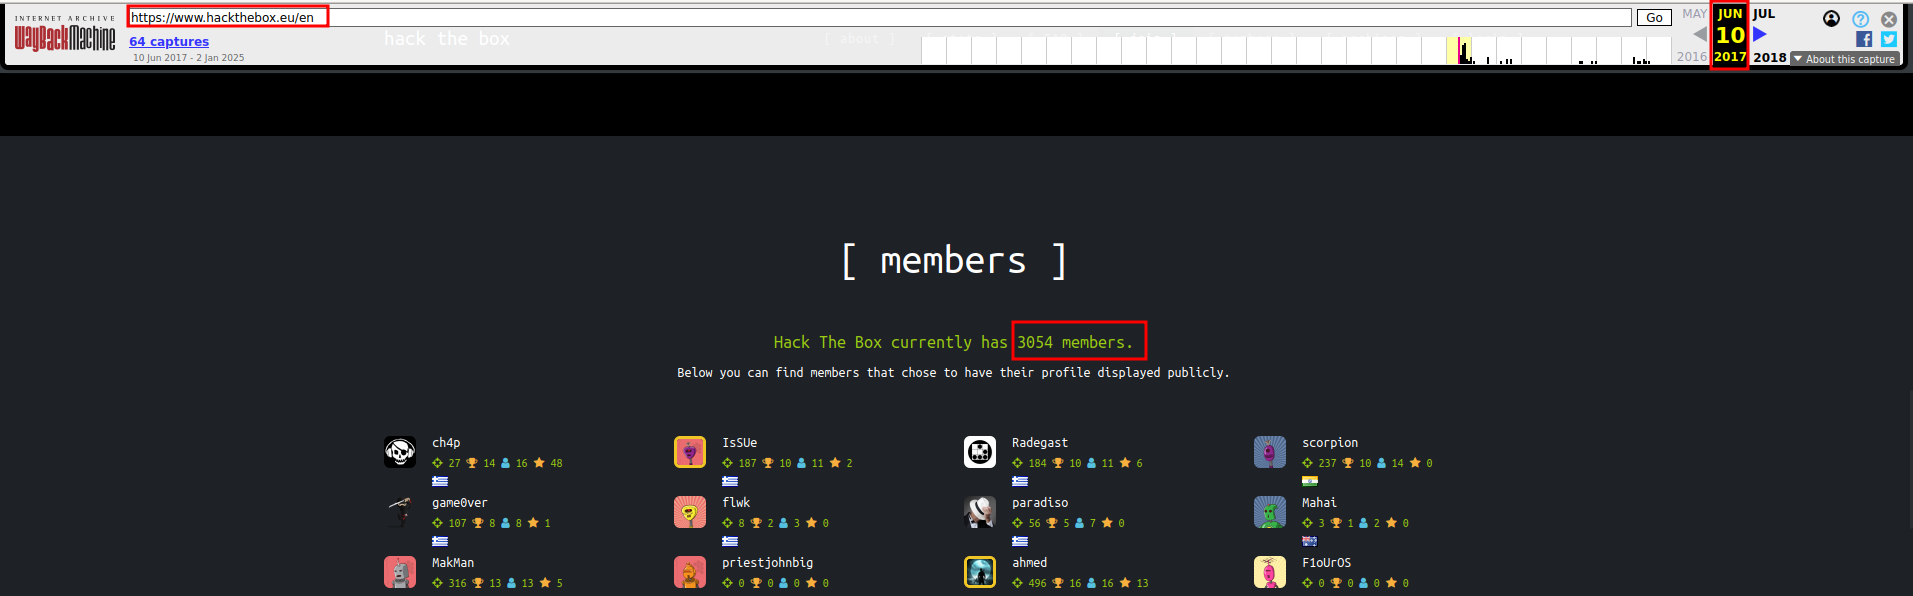 INTERNET ARCHIVE
WayBackMachine
https://www.hackthebox.eu/en
Go
64 captures
10 Jun 2017 - 2 Jan 2025
hack the box
[ about ]
MAY JUN JUL
10
2016 2017 2018
About this capture
[ members ]
Hack The Box currently has 3054 members.
Below you can find members that chose to have their profile displayed publicly.
ch4p
27 14 16 48
IsSUe
187 10 11 2
Radegast
184 10 11 6
scorpion
237 10 14 0
game0ver
107 8 8 1
flwk
8 2 3 0
paradiso
56 5 7 0
Mahai
3 1 2 0
MakMan
316 13 13 5
priestjohnbig
0 0 0 0
ahmed
496 16 16 13
F1oUrOS
0 0 0 0